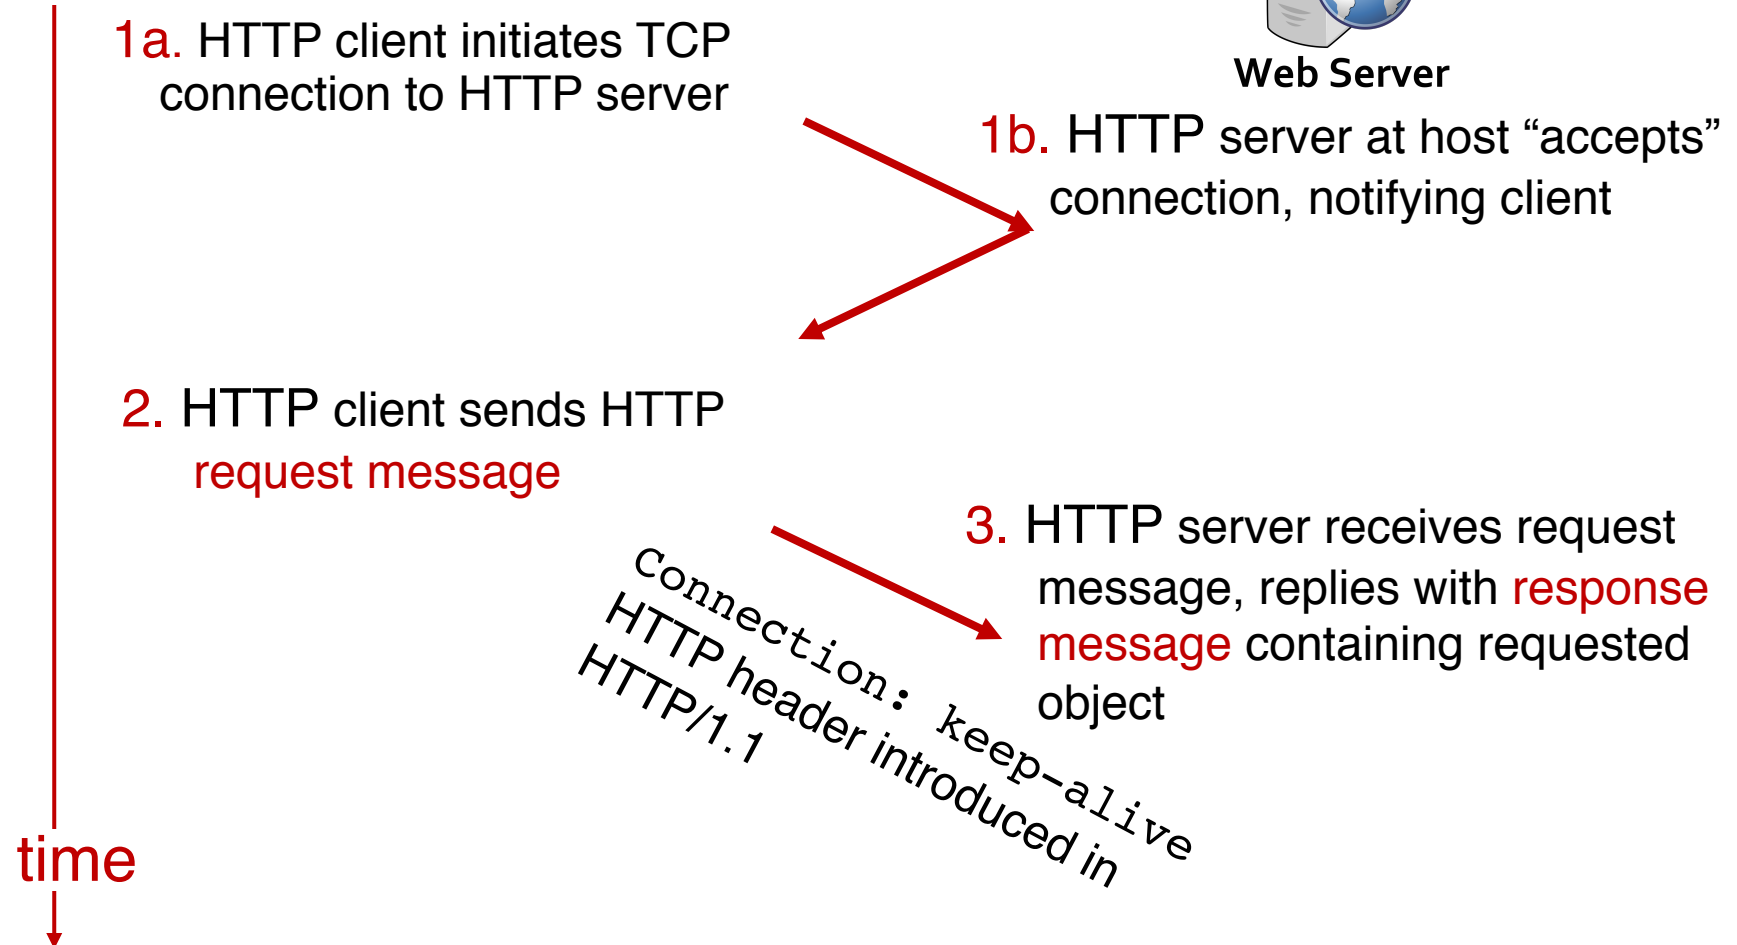 1a. HTTP client initiates TCP
connection to HTTP server
Web Server
1b. HTTP server at host “accepts”
connection, notifying client
2. HTTP client sends HTTP
request message
3. HTTP server receives request
message, replies with response
message containing requested
object
Connection: keep-alive
HTTP header introduced in
HTTP/1.1
time